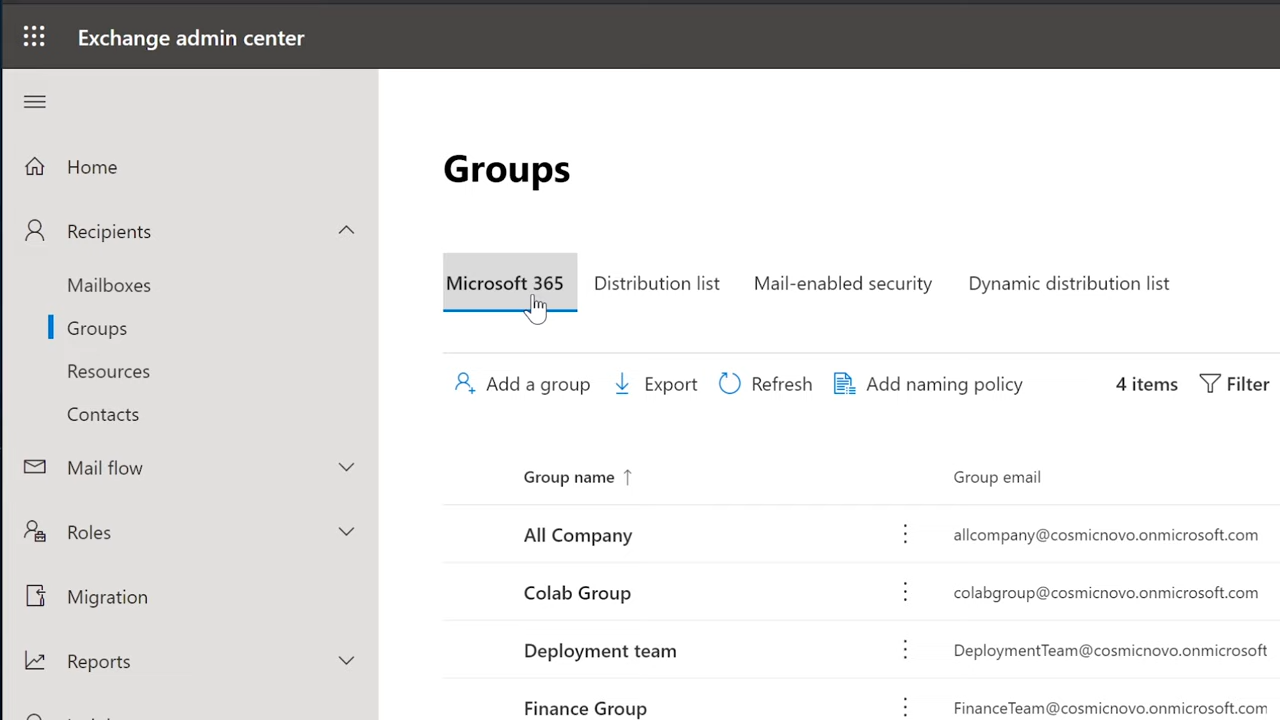 Exchange admin center
Home
Recipients
Mailboxes
Groups
Resources
Contacts
Mail flow
Roles
Migration
Reports
Groups
Microsoft 365 Distribution list Mail-enabled security Dynamic distribution list
Add a group Export Refresh Add naming policy 4 items Filter
Group name ↑ Group email
All Company allcompany@cosmicnovo.onmicrosoft.com
Colab Group colabgroup@cosmicnovo.onmicrosoft.com
Deployment team DeploymentTeam@cosmicnovo.onmicrosoft
Finance Group FinanceTeam@cosmicnovo.onmicrosoft.com